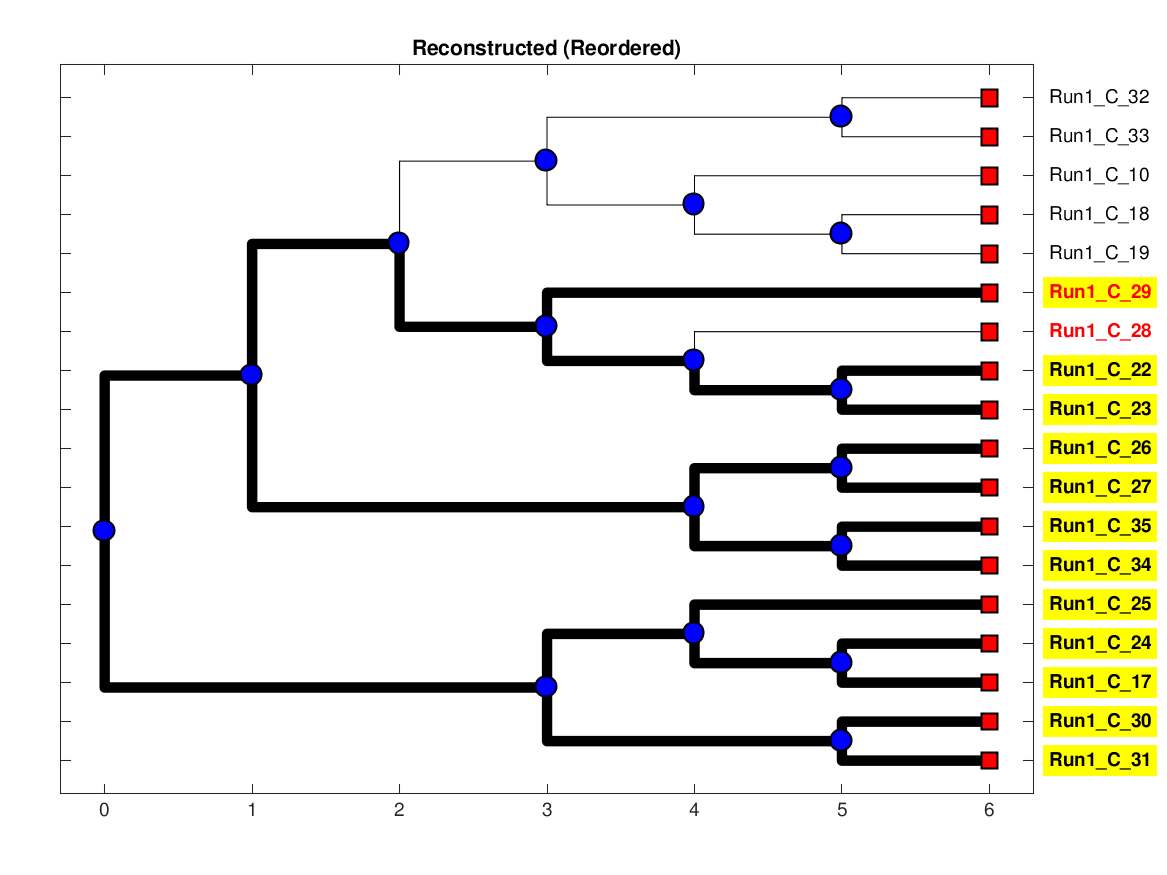 Reconstructed (Reordered)
Run1_C_32
Run1_C_33
Run1_C_10
Run1_C_18
Run1_C_19
Run1_C_29
Run1_C_28
Run1_C_22
Run1_C_23
Run1_C_26
Run1_C_27
Run1_C_35
Run1_C_34
Run1_C_25
Run1_C_24
Run1_C_17
Run1_C_30
Run1_C_31
0 1 2 3 4 5 6